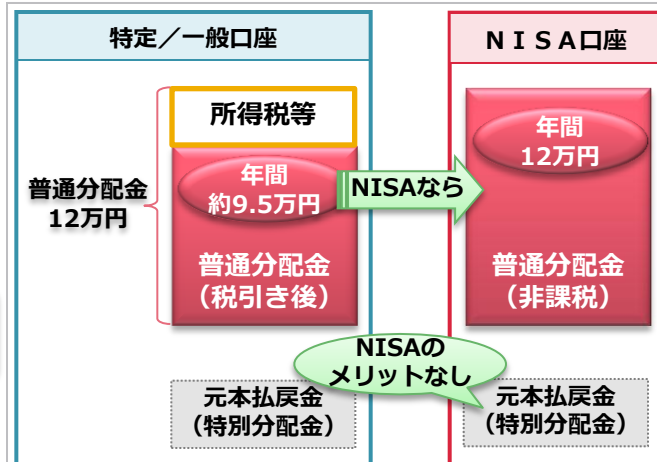 特定／一般口座
ＮＩＳＡ口座
所得税等
年間
約9.5万円
普通分配金
12万円
NISAなら
年間
12万円
普通分配金
（税引き後）
普通分配金
（非課税）
NISAの
メリットなし
元本払戻金
（特別分配金）
元本払戻金
（特別分配金）